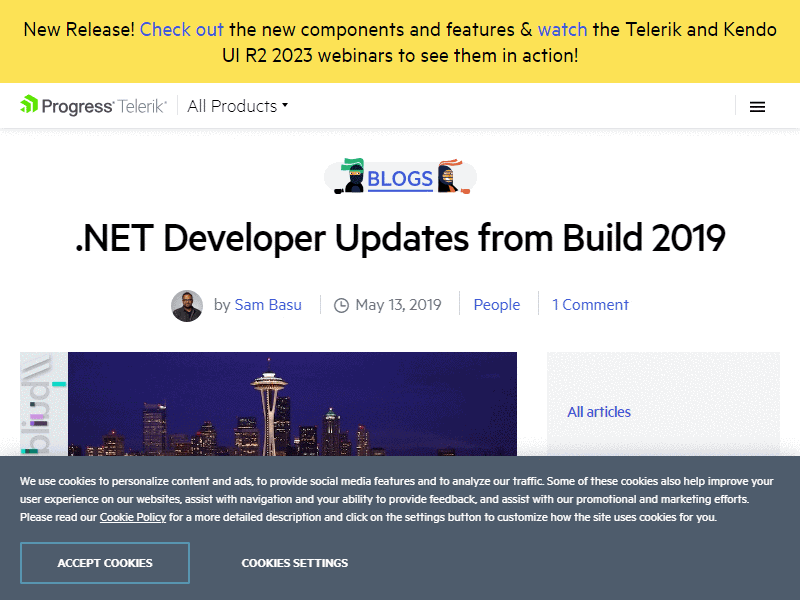 New Release! Check out the new components and features & watch the Telerik and Kendo
UI R2 2023 webinars to see them in action!
Progress Telerik All Products
BLOGS
.NET Developer Updates from Build 2019
by Sam Basu May 13, 2019 People 1 Comment
build
All articles
We use cookies to personalize content and ads, to provide social media features and to analyze our traffic. Some of these cookies also help improve your
user experience on our websites, assist with navigation and your ability to provide feedback, and assist with our promotional and marketing efforts.
Please read our Cookie Policy for a more detailed description and click on the settings button to customize how the site uses cookies for you.
ACCEPT COOKIES COOKIES SETTINGS